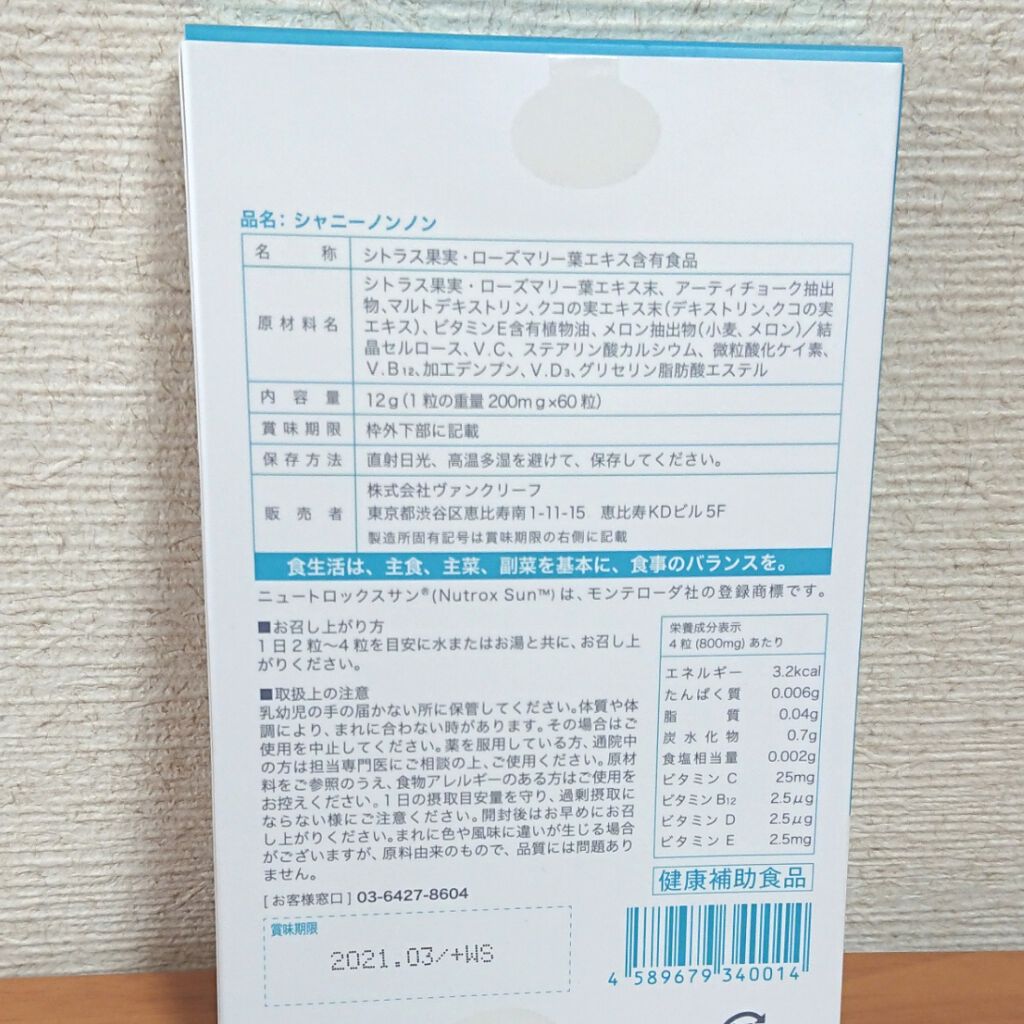 品名: シャニーノンノン
名称 シトラス果実・ローズマリー葉エキス含有食品
原材料名 シトラス果実・ローズマリー葉エキス末、アーティチョーク抽出
物、マルトデキストリン、クコの実エキス末(デキストリン、クコの実
エキス)、ビタミンE含有植物油、メロン抽出物(小麦、メロン)/結
晶セルロース、V.C、ステアリン酸カルシウム、微粒酸化ケイ素、
V.B₁₂、加工デンプン、V.D₃、グリセリン脂肪酸エステル
内容量 12g(1粒の重量200mg×60粒)
賞味期限 枠外下部に記載
保存方法 直射日光、高温多湿を避けて、保存してください。
販売者 株式会社ヴァンクリーフ
東京都渋谷区恵比寿南1-11-15 恵比寿KDビル5F
製造所固有記号は賞味期限の右側に記載
食生活は、主食、主菜、副菜を基本に、食事のバランスを。
ニュートロックスサン®(Nutrox Sun™)は、モンテローダ社の登録商標です。
■お召し上がり方
1日2粒〜4粒を目安に水またはお湯と共に、お召し上
がりください。
■取扱上の注意
乳幼児の手の届かない所に保管してください。体質や体
調により、まれに合わない時があります。その場合はご
使用を中止してください。薬を服用している方、通院中
の方は担当専門医にご相談の上、ご使用ください。原材
料をご参照のうえ、食物アレルギーのある方はご使用を
お控えください。1日の摂取目安量を守り、過剰摂取に
ならない様にご注意ください。開封後はお早めにお召
し上がりください。まれに色や風味に違いが生じる場合
がございますが、原料由来のもので、品質には問題あり
ません。
[お客様窓口] 03-6427-8604
栄養成分表示
4粒(800mg)あたり
エネルギー 3.2kcal
たんぱく質 0.006g
脂質 0.04g
炭水化物 0.7g
食塩相当量 0.002g
ビタミンC 25mg
ビタミンB₁₂ 2.5μg
ビタミンD 2.5μg
ビタミンE 2.5mg
健康補助食品
賞味期限
2021.03/+WS
4 589679 340014